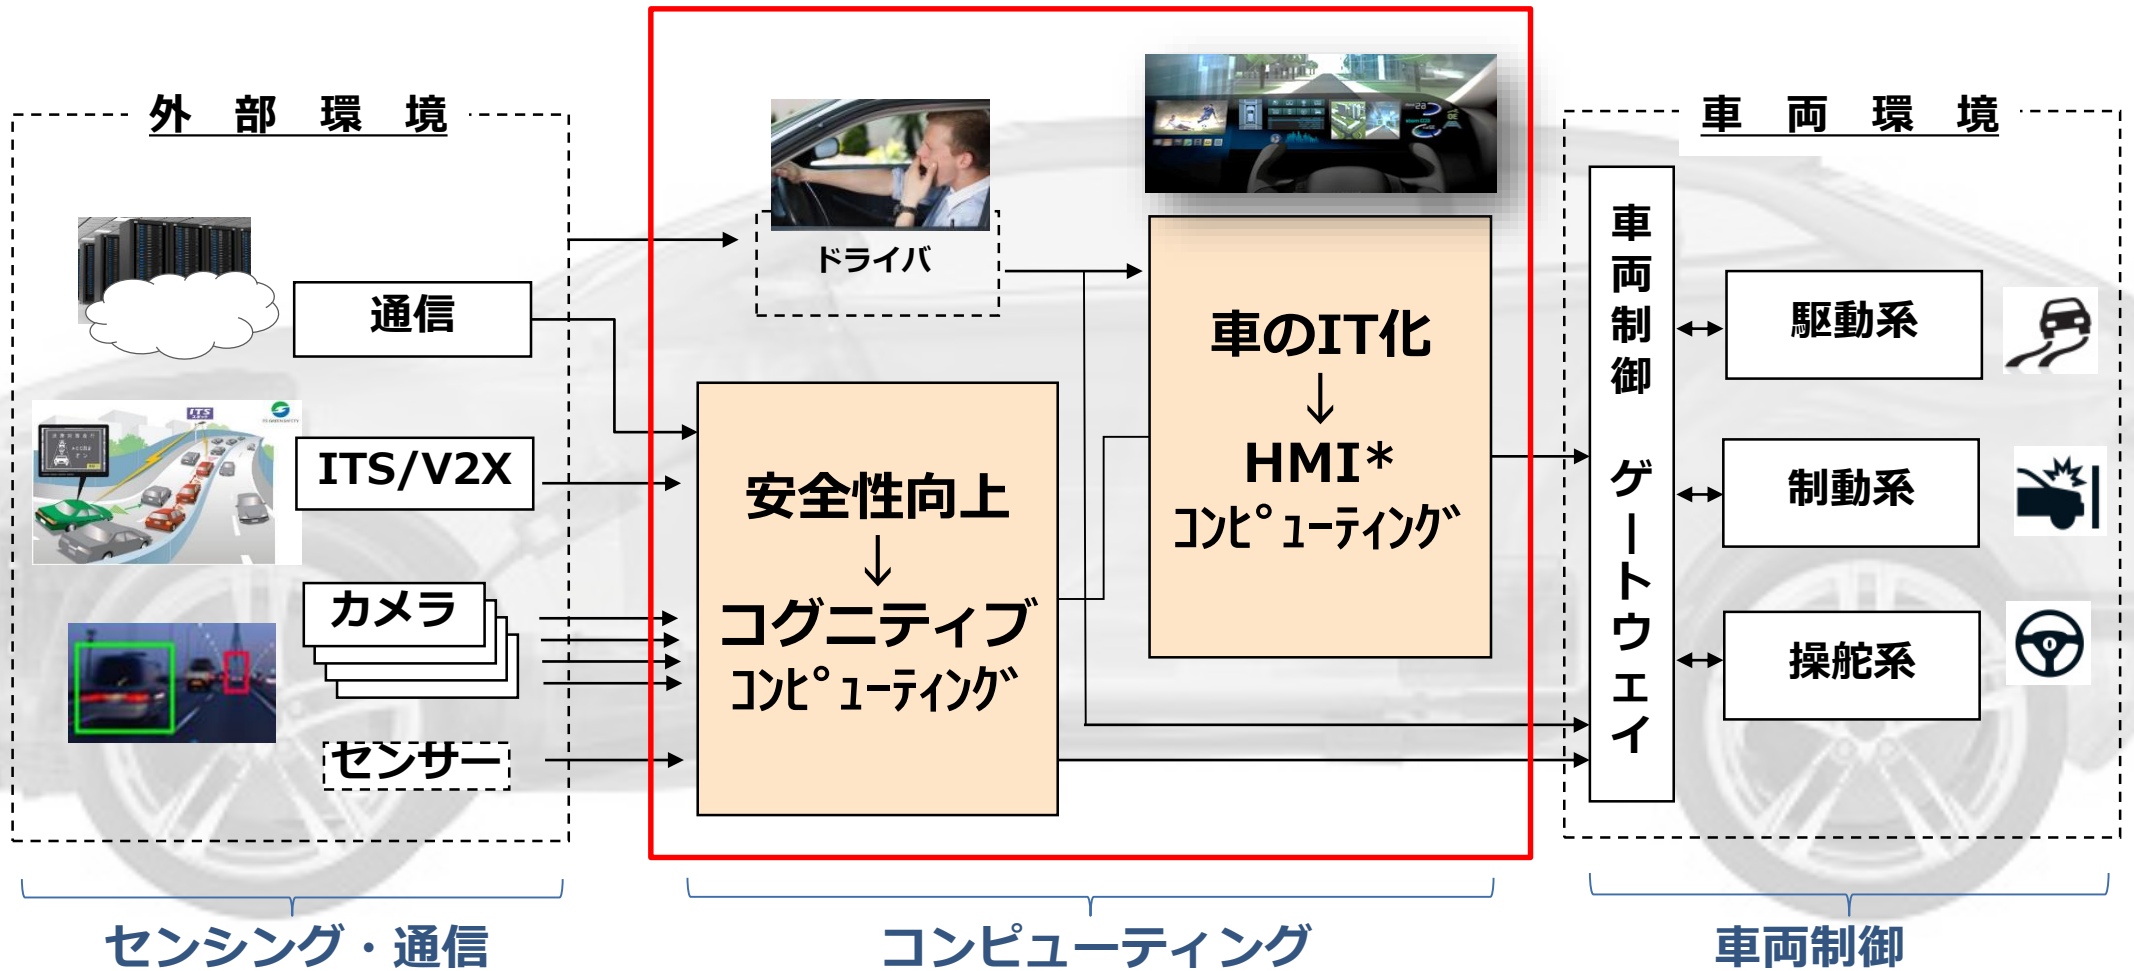 外部環境
通信
ITS/V2X
カメラ
センサー
センシング・通信
ドライバ
安全性向上
↓
コグニティブ
ｺﾝﾋﾟｭｰﾃｨﾝｸﾞ
車のIT化
↓
HMI*
ｺﾝﾋﾟｭｰﾃｨﾝｸﾞ
コンピューティング
車両環境
車両制御 ゲートウェイ
駆動系
制動系
操舵系
車両制御
ITS